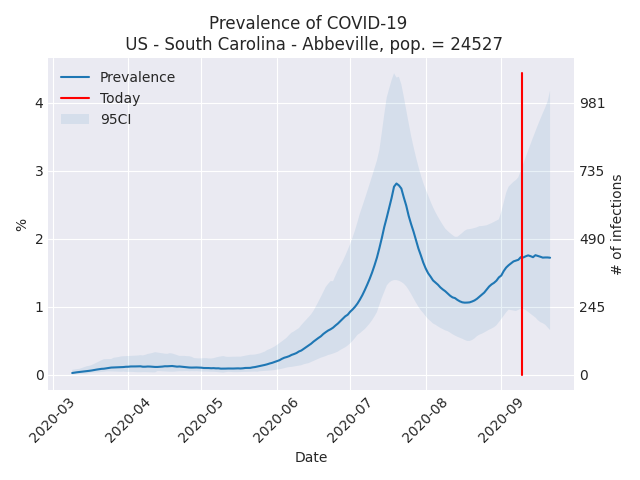 Prevalence of COVID-19
US - South Carolina - Abbeville, pop. = 24527
Prevalence
Today
95CI
4
3
2
1
0
%
981
735
490
245
0
# of infections
2020-03
2020-04
2020-05
2020-06
2020-07
2020-08
2020-09
Date